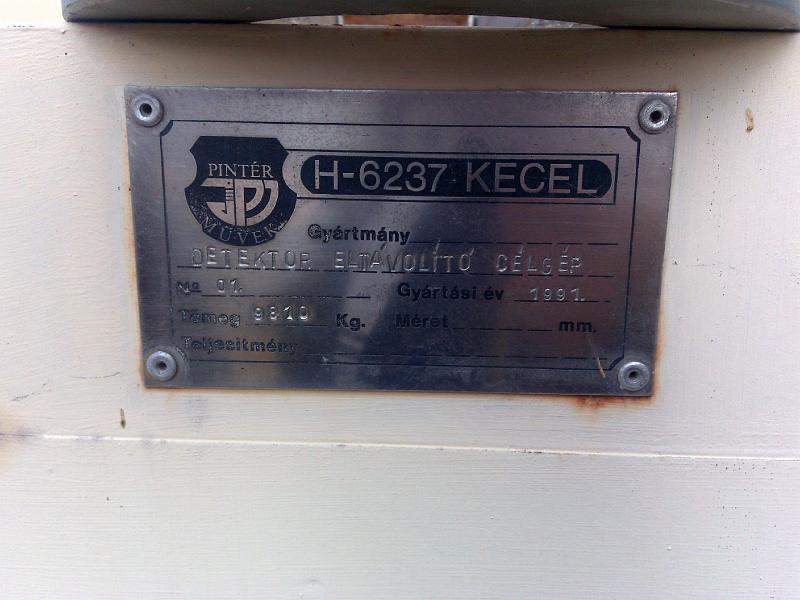 PINTÉR
MŰVEK
H-6237 KECEL
Gyártmány
DETEKTOR ELTÁVOLÍTÓ CÉLGÉP
Nº 01. Gyártási év 1991.
Tömeg 9810 Kg. Méret mm.
Teljesítmény